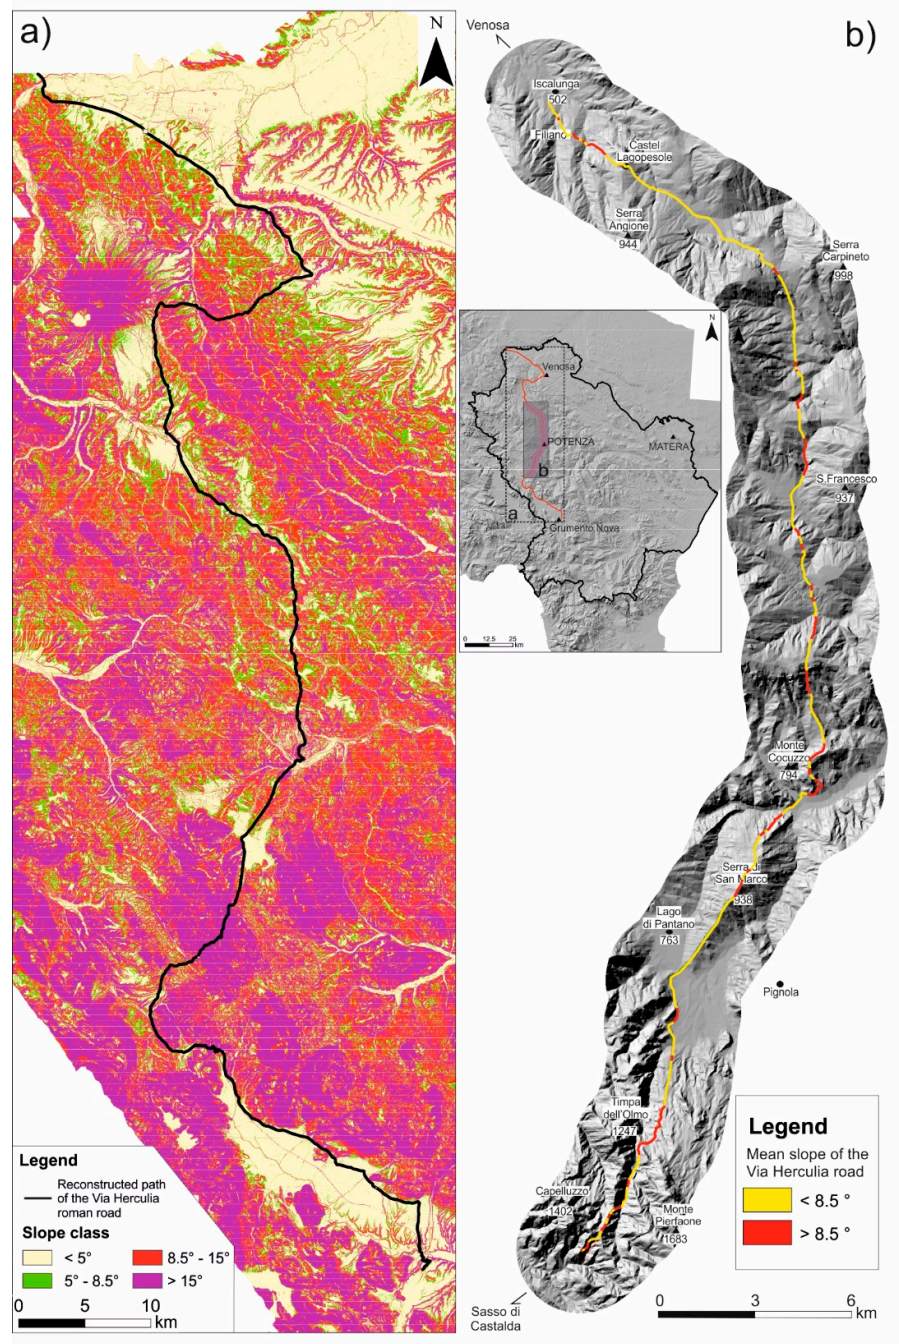 a)
N
Legend
Reconstructed path
of the Via Herculia
roman road
Slope class
< 5°
8.5° - 15°
5° - 8.5°
> 15°
0
5
10
km
b)
Venosa
Iscalunga
502
Filiano
Castel
Lagopesole
Serra
Angione
944
Serra
Carpineto
998
N
Venosa
POTENZA
MATERA
b
a
Grumento Nova
0
12.5
25
km
S.Francesco
937
Monte
Cocuzzo
794
Serra di
San Marco
938
Lago
di Pantano
763
Pignola
Timpa
dell'Olmo
1247
Capelluzzo
1402
Monte
Pierfaone
1683
Sasso di
Castalda
Legend
Mean slope of the
Via Herculia road
< 8.5 °
> 8.5 °
0
3
6
km